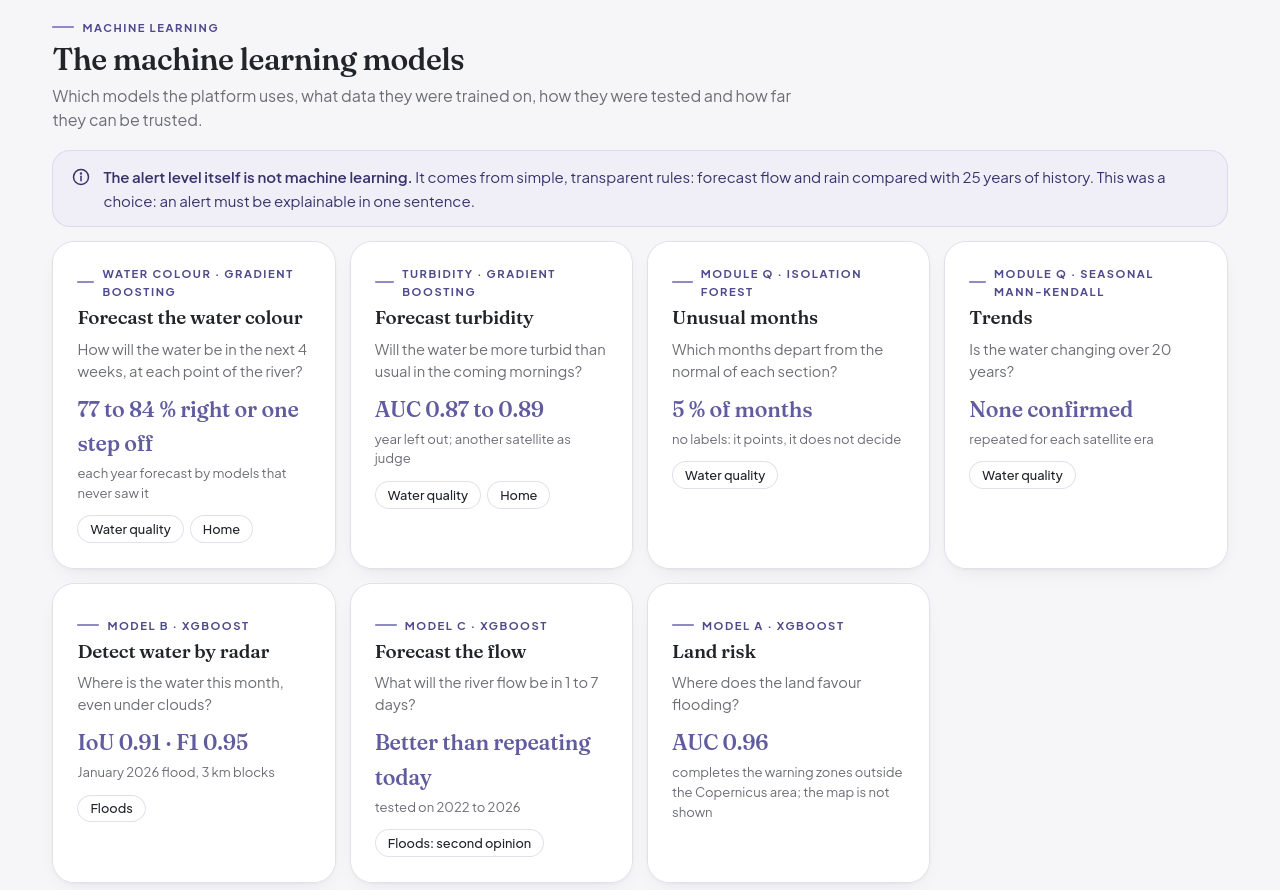 MACHINE LEARNING
The machine learning models
Which models the platform uses, what data they were trained on, how they were tested and how far
they can be trusted.
The alert level itself is not machine learning. It comes from simple, transparent rules: forecast flow and rain compared with 25 years of history. This was a
choice: an alert must be explainable in one sentence.
WATER COLOUR · GRADIENT
BOOSTING
Forecast the water colour
How will the water be in the next 4
weeks, at each point of the river?
77 to 84 % right or one
step off
each year forecast by models that
never saw it
Water quality
Home
TURBIDITY · GRADIENT
BOOSTING
Forecast turbidity
Will the water be more turbid than
usual in the coming mornings?
AUC 0.87 to 0.89
year left out; another satellite as
judge
Water quality
Home
MODULE Q · ISOLATION
FOREST
Unusual months
Which months depart from the
normal of each section?
5 % of months
no labels: it points, it does not decide
Water quality
MODULE Q · SEASONAL
MANN-KENDALL
Trends
Is the water changing over 20
years?
None confirmed
repeated for each satellite era
Water quality
MODEL B · XGBOOST
Detect water by radar
Where is the water this month,
even under clouds?
IoU 0.91 · F1 0.95
January 2026 flood, 3 km blocks
Floods
MODEL C · XGBOOST
Forecast the flow
What will the river flow be in 1 to 7
days?
Better than repeating
today
tested on 2022 to 2026
Floods: second opinion
MODEL A · XGBOOST
Land risk
Where does the land favour
flooding?
AUC 0.96
completes the warning zones outside
the Copernicus area; the map is not
shown